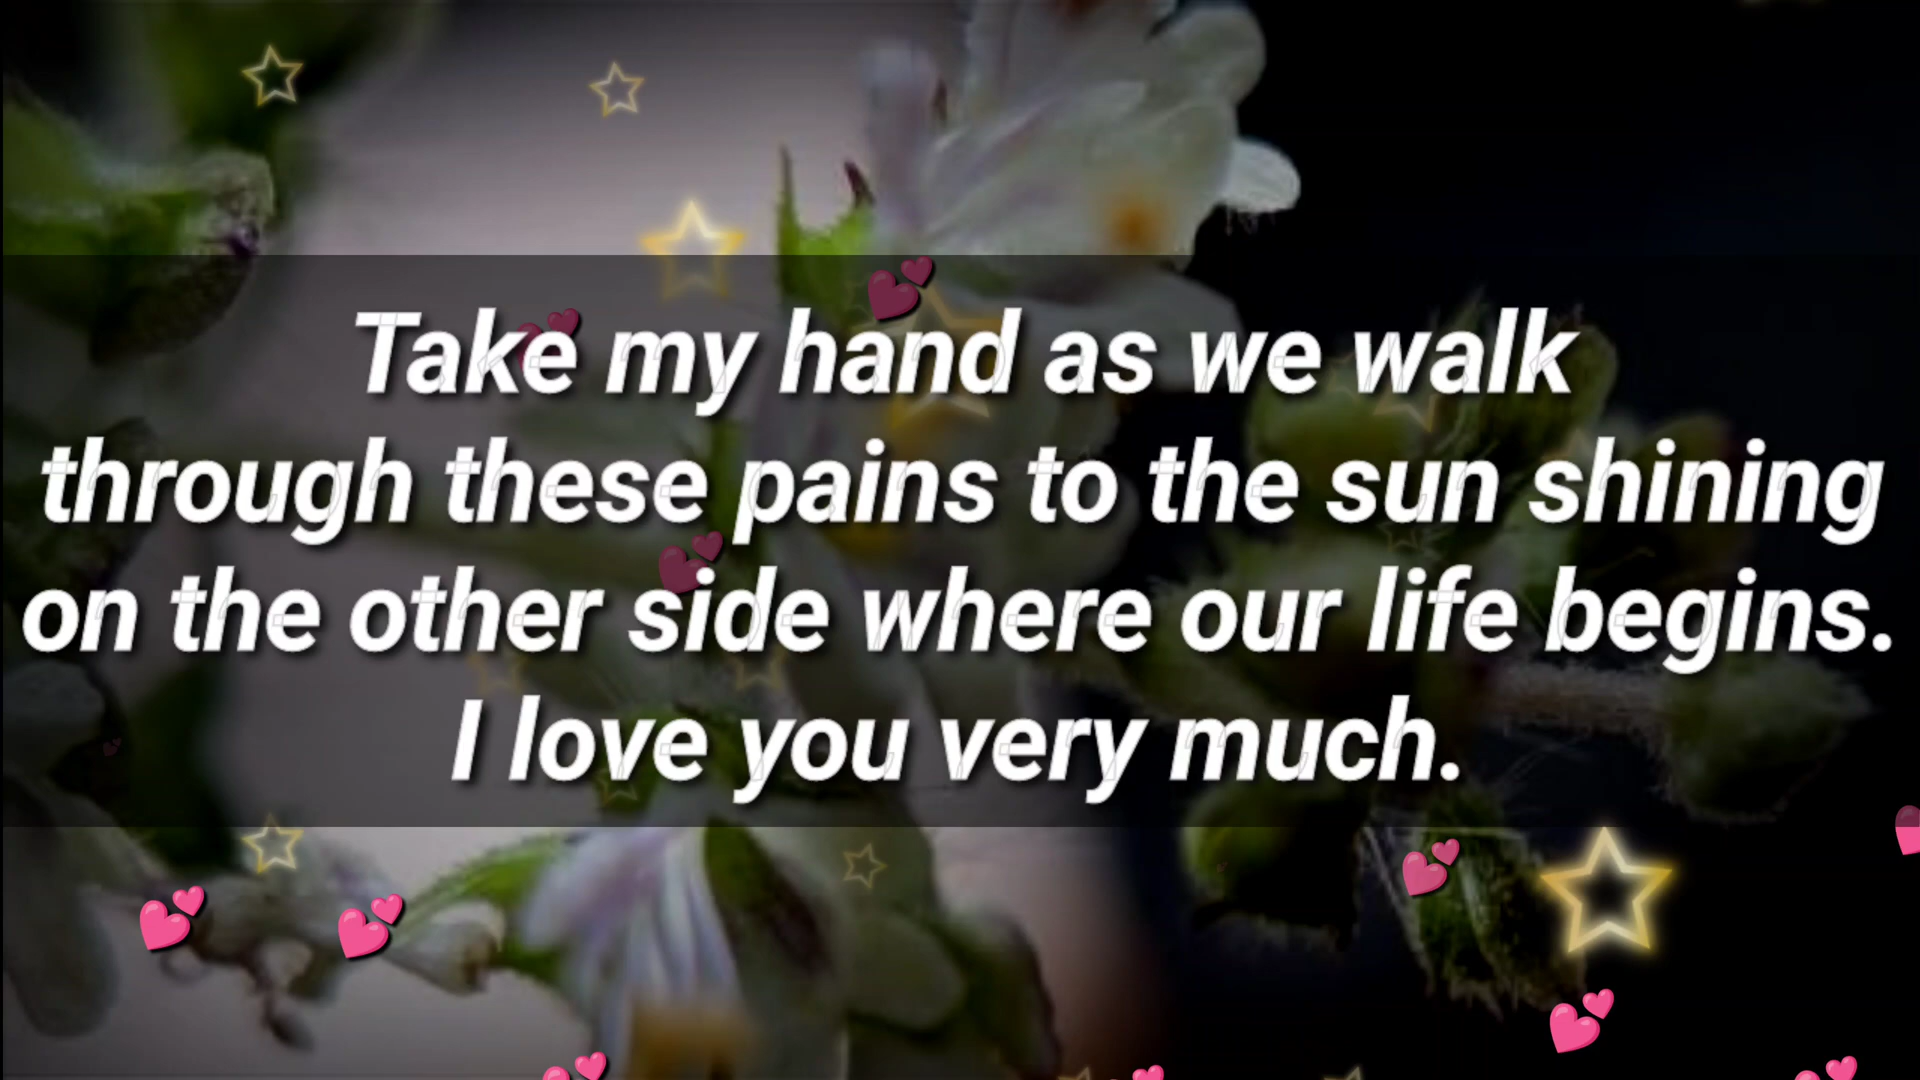 Take my hand as we walk
through these pains to the sun shining
on the other side where our life begins.
I love you very much.